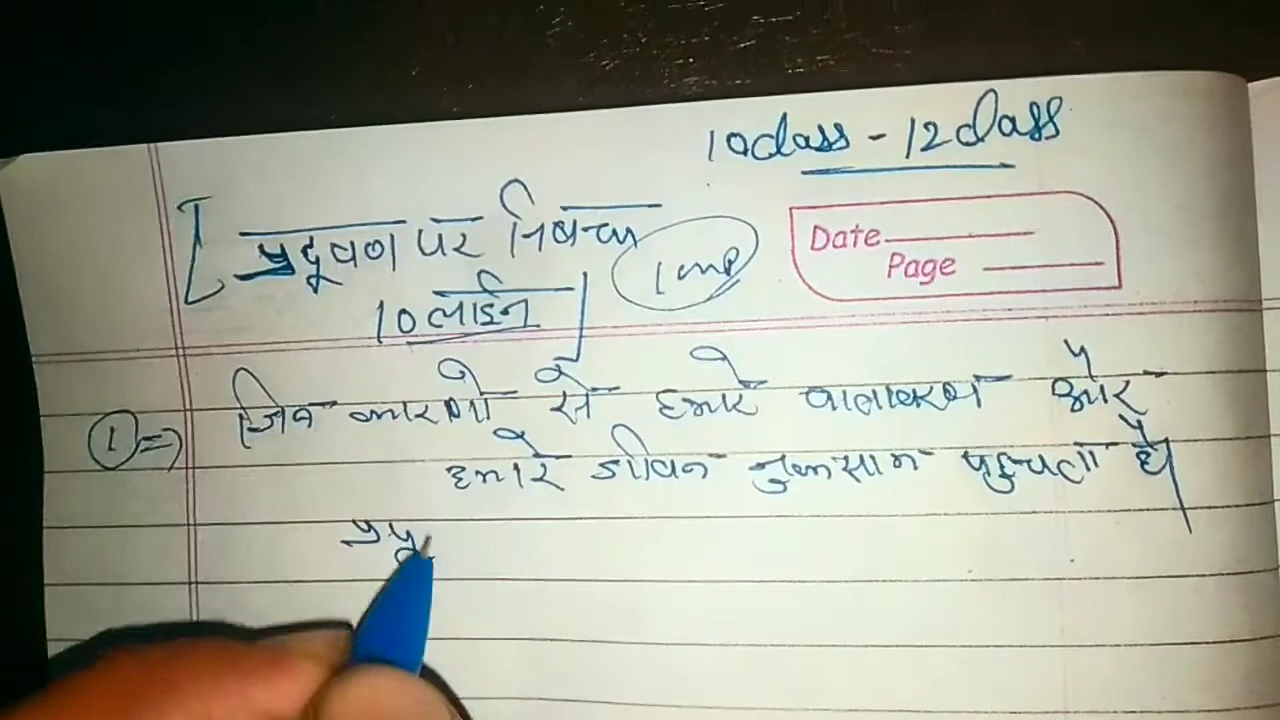 10class - 12class
[ प्रदूषण पर निबन्ध
Imp
10 लाईन ]
Date
Page
① => जिन कारणों से हमारे वातावरण और
हमारे जीवन नुकसान पहुचता है।
प्रदू